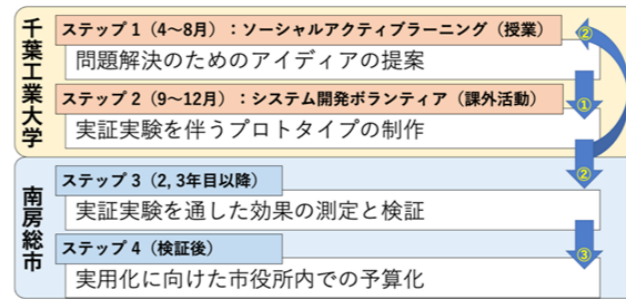 千葉工業大学
ステップ 1（4～8月）：ソーシャルアクティブラーニング（授業）
問題解決のためのアイディアの提案
②
①
ステップ 2（9～12月）：システム開発ボランティア（課外活動）
実証実験を伴うプロトタイプの制作
南房総市
②
ステップ 3（2, 3年目以降）
実証実験を通した効果の測定と検証
ステップ 4（検証後）
③
実用化に向けた市役所内での予算化